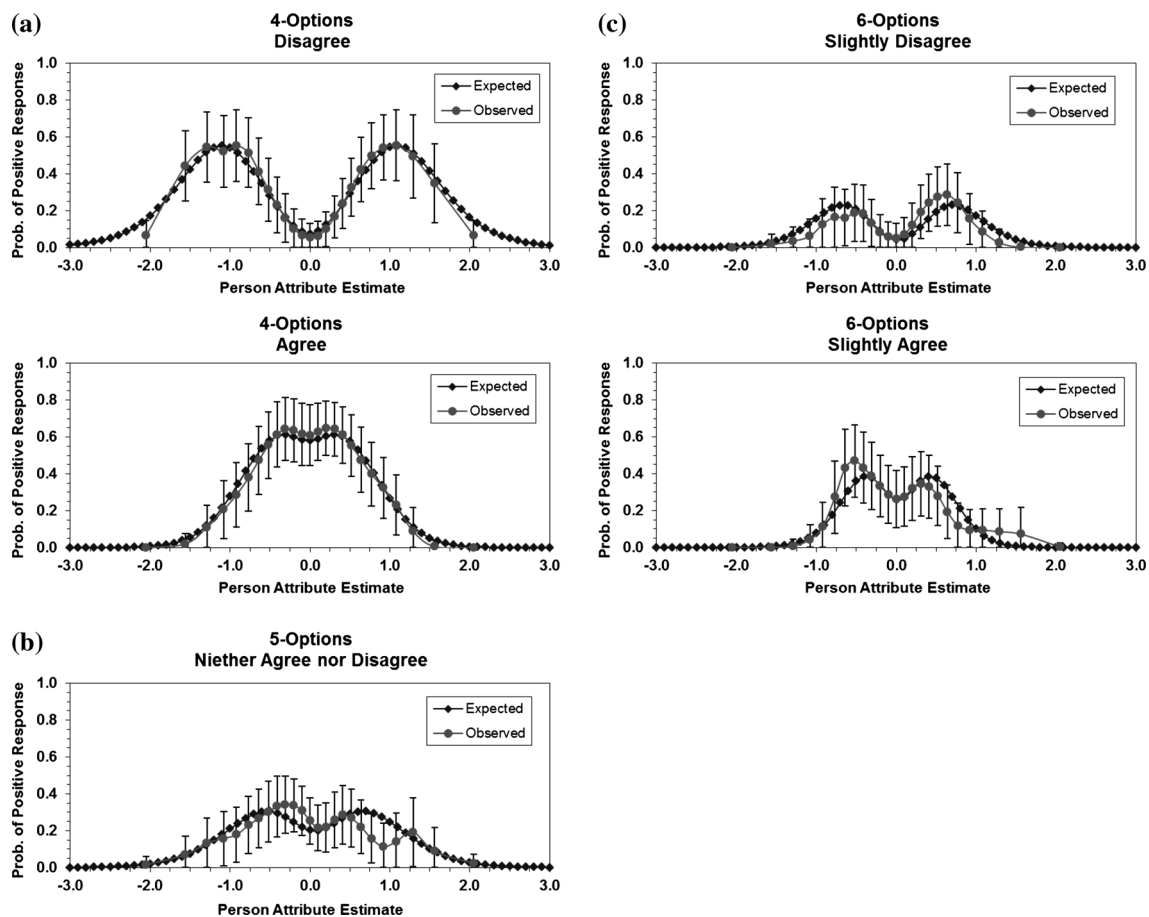 (a)
4-Options
Disagree
Prob. of Positive Response
1.0
0.8
0.6
0.4
0.2
0.0
Expected
Observed
-3.0 -2.0 -1.0 0.0 1.0 2.0 3.0
Person Attribute Estimate
4-Options
Agree
Prob. of Positive Response
1.0
0.8
0.6
0.4
0.2
0.0
Expected
Observed
-3.0 -2.0 -1.0 0.0 1.0 2.0 3.0
Person Attribute Estimate
(b)
5-Options
Niether Agree nor Disagree
Prob. of Positive Response
1.0
0.8
0.6
0.4
0.2
0.0
Expected
Observed
-3.0 -2.0 -1.0 0.0 1.0 2.0 3.0
Person Attribute Estimate
(c)
6-Options
Slightly Disagree
Prob. of Positive Response
1.0
0.8
0.6
0.4
0.2
0.0
Expected
Observed
-3.0 -2.0 -1.0 0.0 1.0 2.0 3.0
Person Attribute Estimate
6-Options
Slightly Agree
Prob. of Positive Response
1.0
0.8
0.6
0.4
0.2
0.0
Expected
Observed
-3.0 -2.0 -1.0 0.0 1.0 2.0 3.0
Person Attribute Estimate